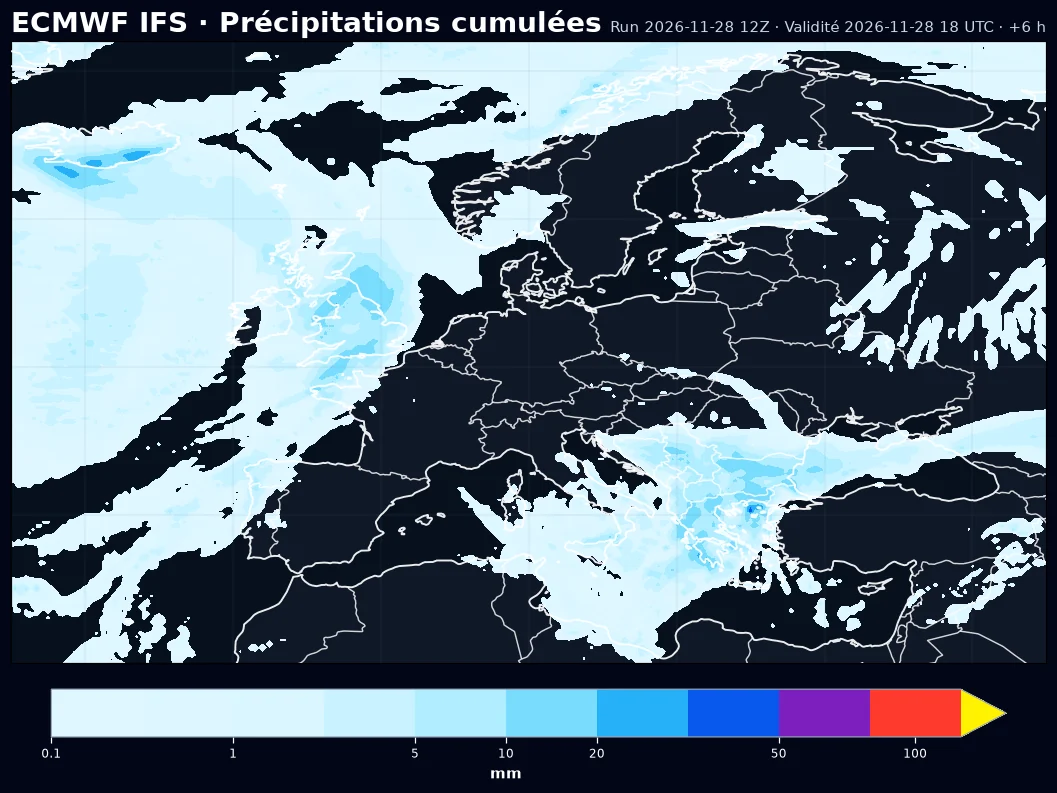 ECMWF IFS · Précipitations cumulées Run 2026-11-28 12Z · Validité 2026-11-28 18 UTC · +6 h
0.1 1 5 10 20 50 100
mm